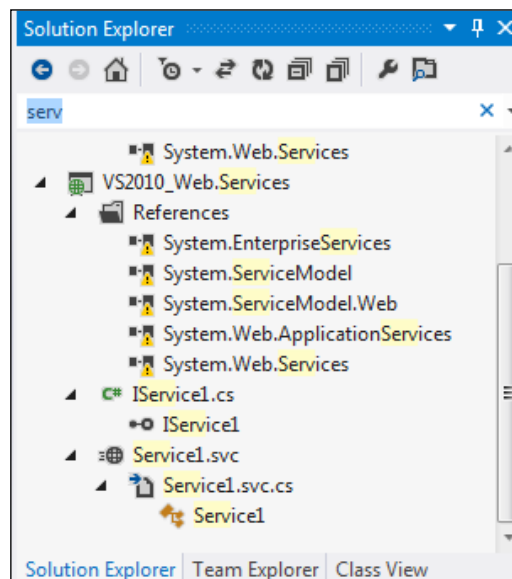 Solution Explorer
serv
System.Web.Services
VS2010_Web.Services
References
System.EnterpriseServices
System.ServiceModel
System.ServiceModel.Web
System.Web.ApplicationServices
System.Web.Services
C# IService1.cs
IService1
Service1.svc
Service1.svc.cs
Service1
Solution Explorer Team Explorer Class View